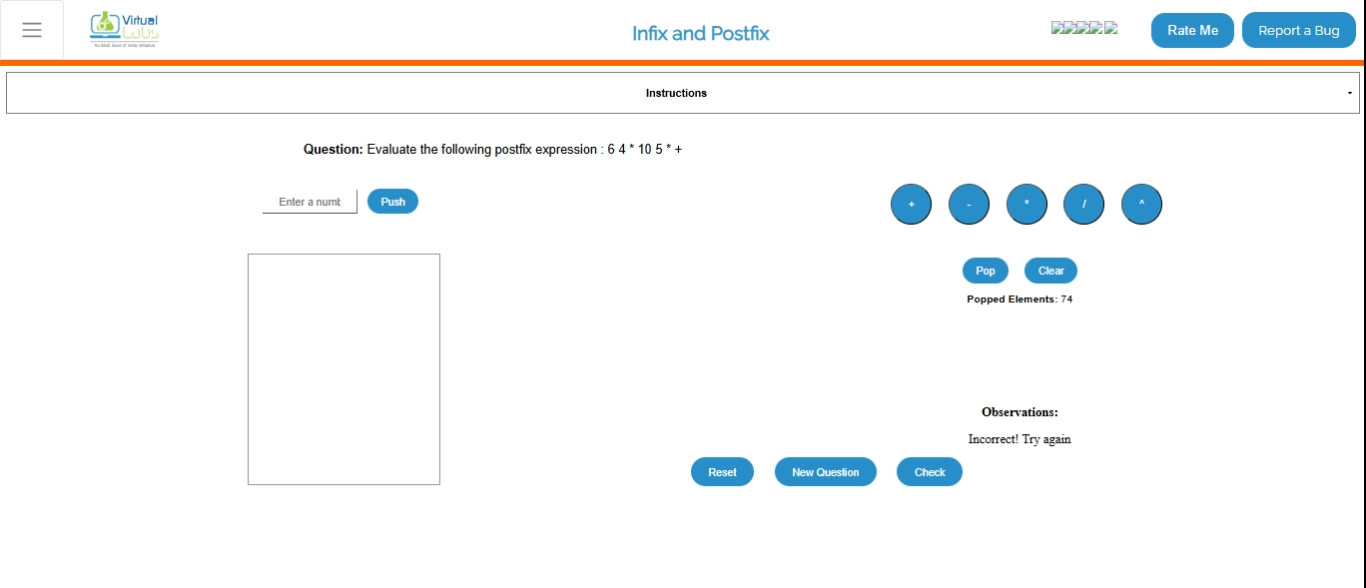 Virtual
Labs
An MoE Govt of India Initiative
Infix and Postfix
Rate Me
Report a Bug
Instructions
Question: Evaluate the following postfix expression : 6 4 * 10 5 * +
Enter a numb
Push
+
-
*
/
^
Pop
Clear
Popped Elements: 74
Observations:
Incorrect! Try again
Reset
New Question
Check